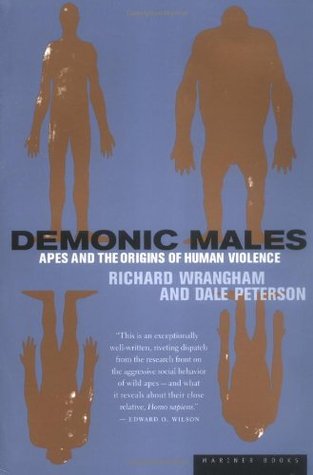 DEMONIC MALES
APES AND THE ORIGINS OF HUMAN VIOLENCE
RICHARD WRANGHAM
AND DALE PETERSON
"This is an exceptionally
well-written, riveting dispatch
from the research front on
the aggressive social behavior
of wild apes — and what
it reveals about their close
relative, Homo sapiens."
— EDWARD O. WILSON
MARINER BOOKS